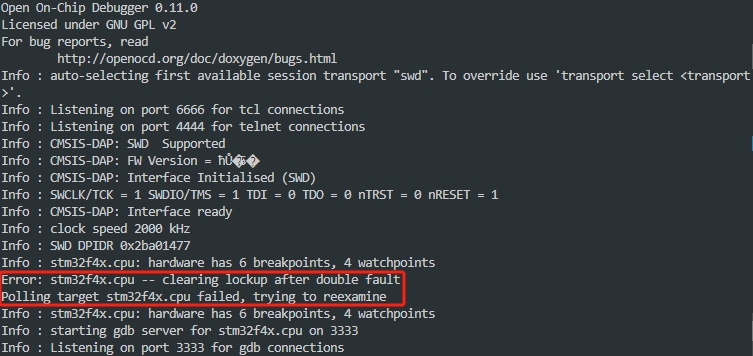 Open On-Chip Debugger 0.11.0
Licensed under GNU GPL v2
For bug reports, read
http://openocd.org/doc/doxygen/bugs.html
Info : auto-selecting first available session transport "swd". To override use 'transport select <transport
>'.
Info : Listening on port 6666 for tcl connections
Info : Listening on port 4444 for telnet connections
Info : CMSIS-DAP: SWD  Supported
Info : CMSIS-DAP: FW Version =
Info : CMSIS-DAP: Interface Initialised (SWD)
Info : SWCLK/TCK = 1 SWDIO/TMS = 1 TDI = 0 TDO = 0 nTRST = 0 nRESET = 1
Info : CMSIS-DAP: Interface ready
Info : clock speed 2000 kHz
Info : SWD DPIDR 0x2ba01477
Info : stm32f4x.cpu: hardware has 6 breakpoints, 4 watchpoints
Error: stm32f4x.cpu -- clearing lockup after double fault
Polling target stm32f4x.cpu failed, trying to reexamine
Info : stm32f4x.cpu: hardware has 6 breakpoints, 4 watchpoints
Info : starting gdb server for stm32f4x.cpu on 3333
Info : Listening on port 3333 for gdb connections